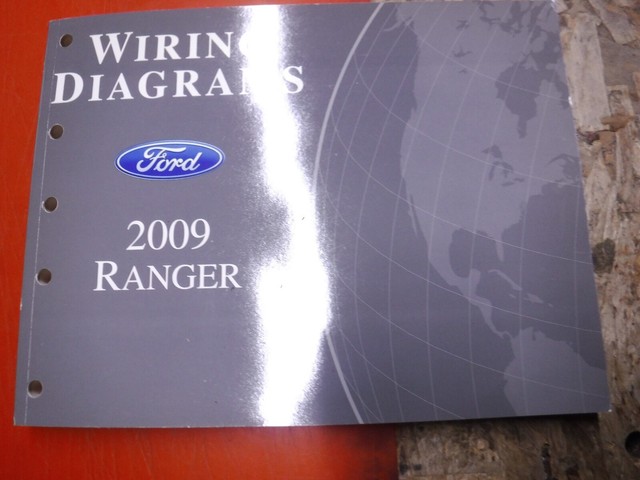 WIRING
DIAGRAMS
Ford
2009
RANGER